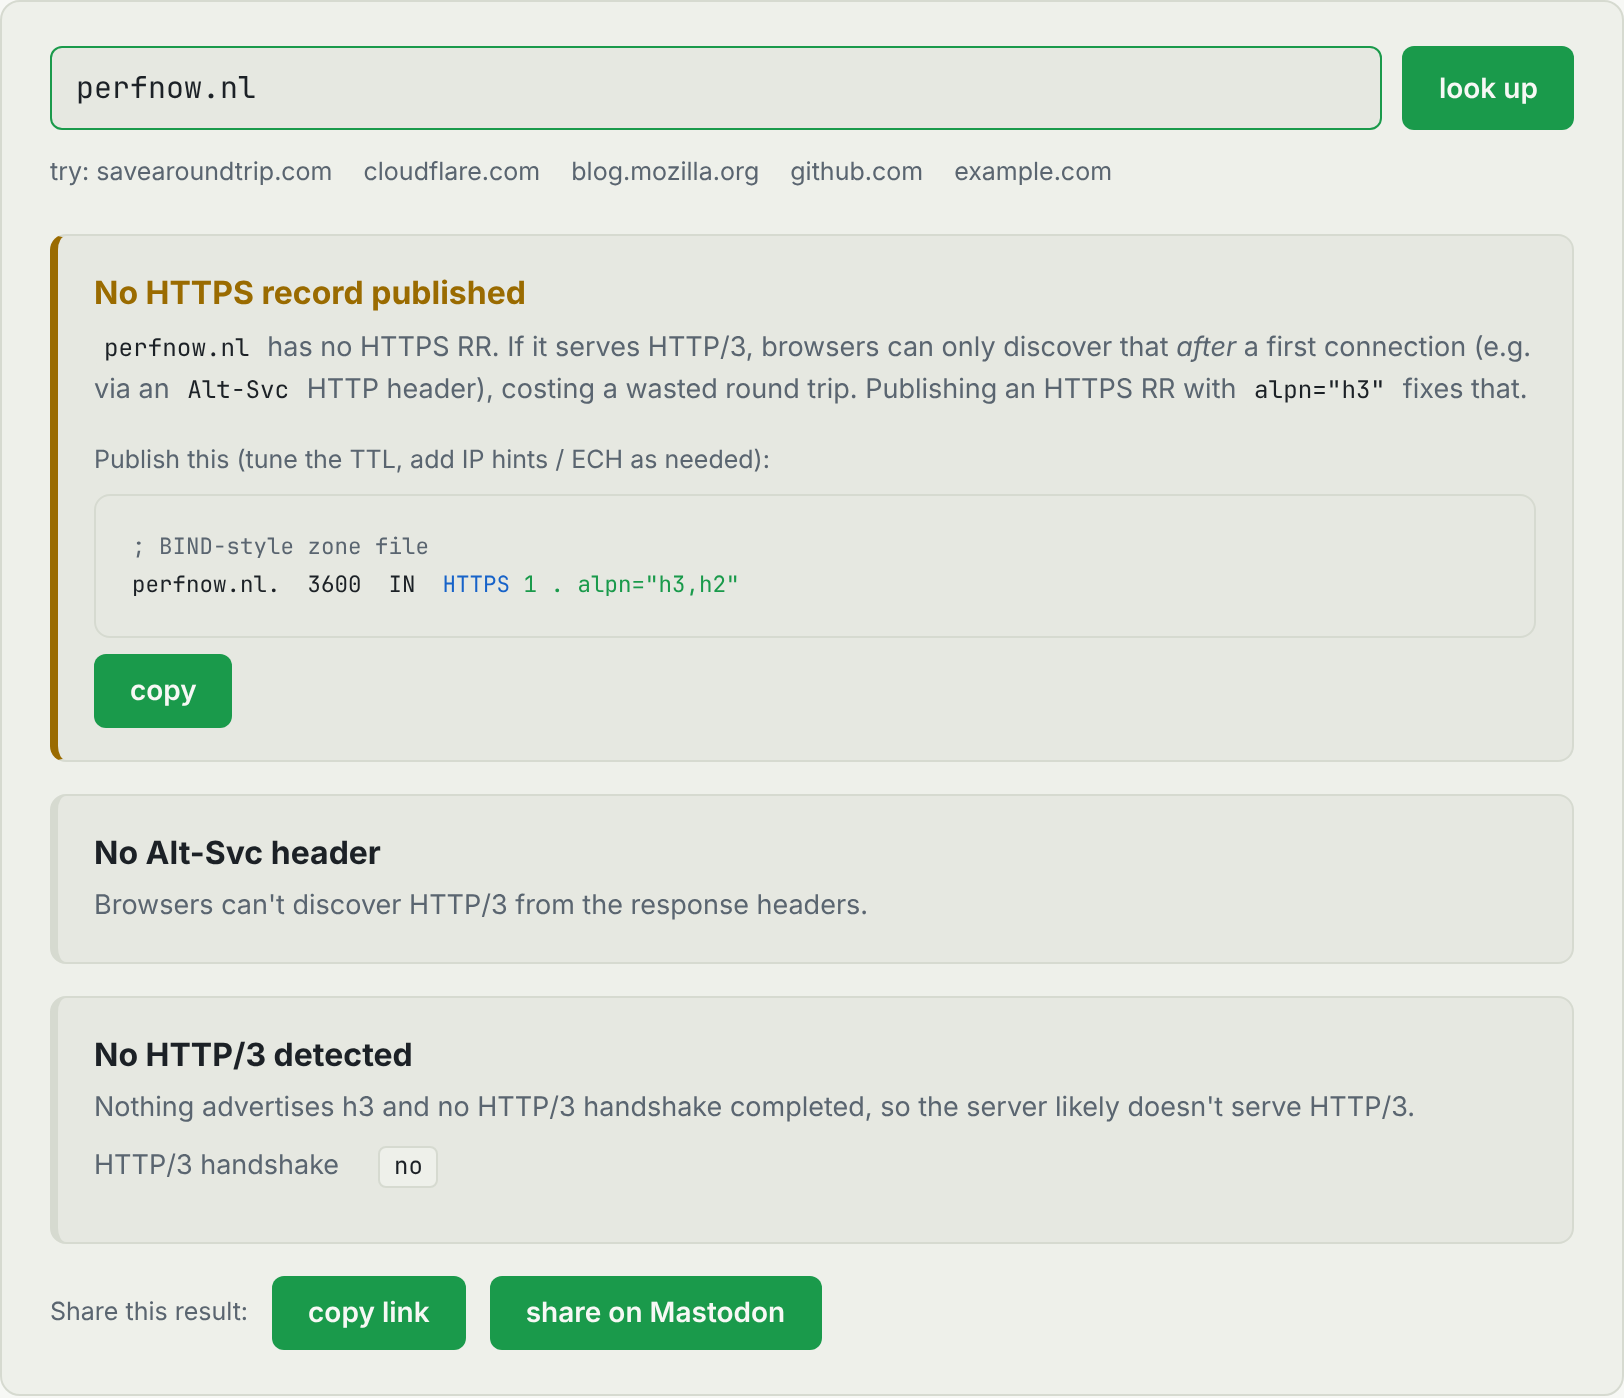 perfnow.nl
look up
try: savearoundtrip.com cloudflare.com blog.mozilla.org github.com example.com
No HTTPS record published
perfnow.nl has no HTTPS RR. If it serves HTTP/3, browsers can only discover that after a first connection (e.g.
via an Alt-Svc HTTP header), costing a wasted round trip. Publishing an HTTPS RR with alpn="h3" fixes that.
Publish this (tune the TTL, add IP hints / ECH as needed):
; BIND-style zone file
perfnow.nl. 3600 IN HTTPS 1 . alpn="h3,h2"
copy
No Alt-Svc header
Browsers can't discover HTTP/3 from the response headers.
No HTTP/3 detected
Nothing advertises h3 and no HTTP/3 handshake completed, so the server likely doesn't serve HTTP/3.
HTTP/3 handshake no
Share this result: copy link share on Mastodon